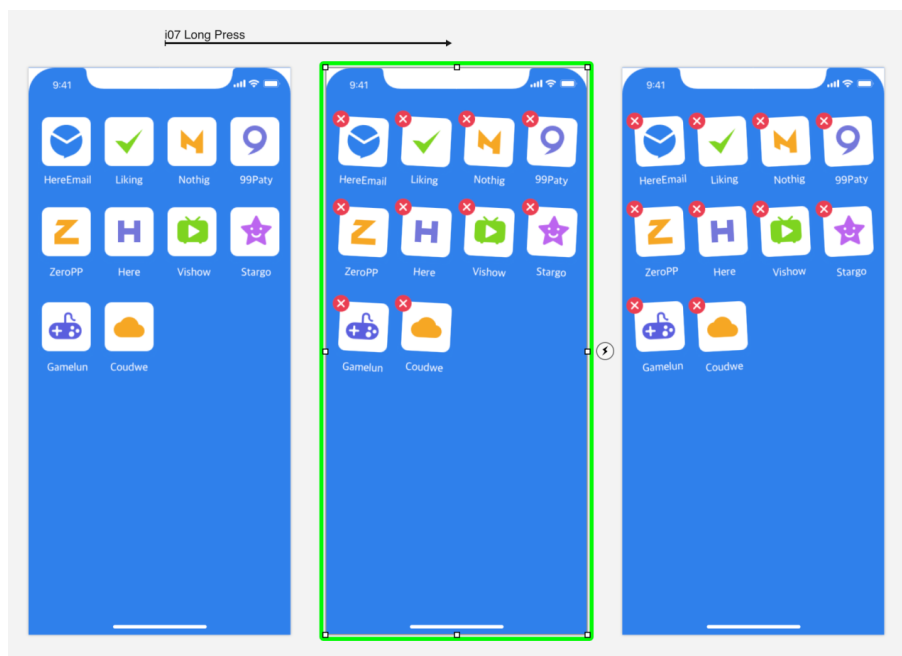 i07 Long Press
9:41
HereEmail Liking Nothig 99Paty
ZeroPP Here Vishow Stargo
Gamelun Coudwe
9:41
HereEmail Liking Nothig 99Paty
ZeroPP Here Vishow Stargo
Gamelun Coudwe
9:41
HereEmail Liking Nothig 99Paty
ZeroPP Here Vishow Stargo
Gamelun Coudwe